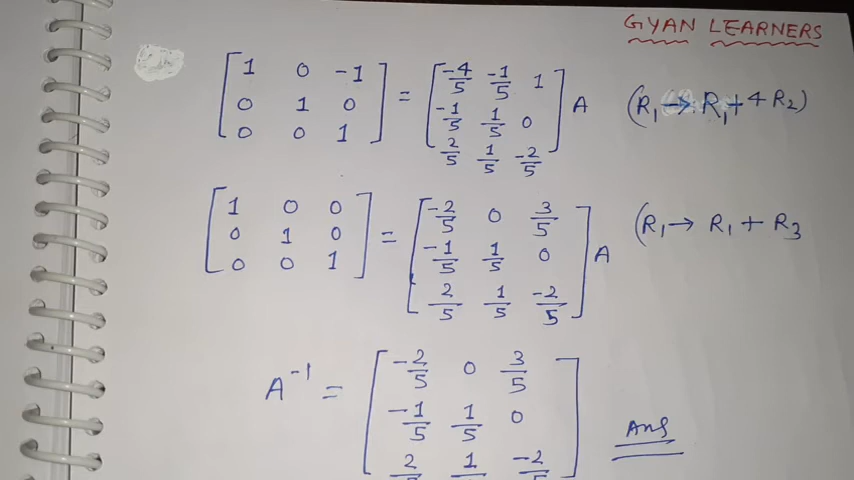 GYAN LEARNERS
[1 0 -1
0 1 0
0 0 1] = [-4/5 -1/5 1
-1/5 1/5 0
2/5 1/5 -2/5] A (R₁ → R₁ + 4 R₂)
[1 0 0
0 1 0
0 0 1] = [-2/5 0 3/5
-1/5 1/5 0
2/5 1/5 -2/5] A (R₁ → R₁ + R₃
A⁻¹ = [-2/5 0 3/5
-1/5 1/5 0
2/5 1/5 -2/5] Ans